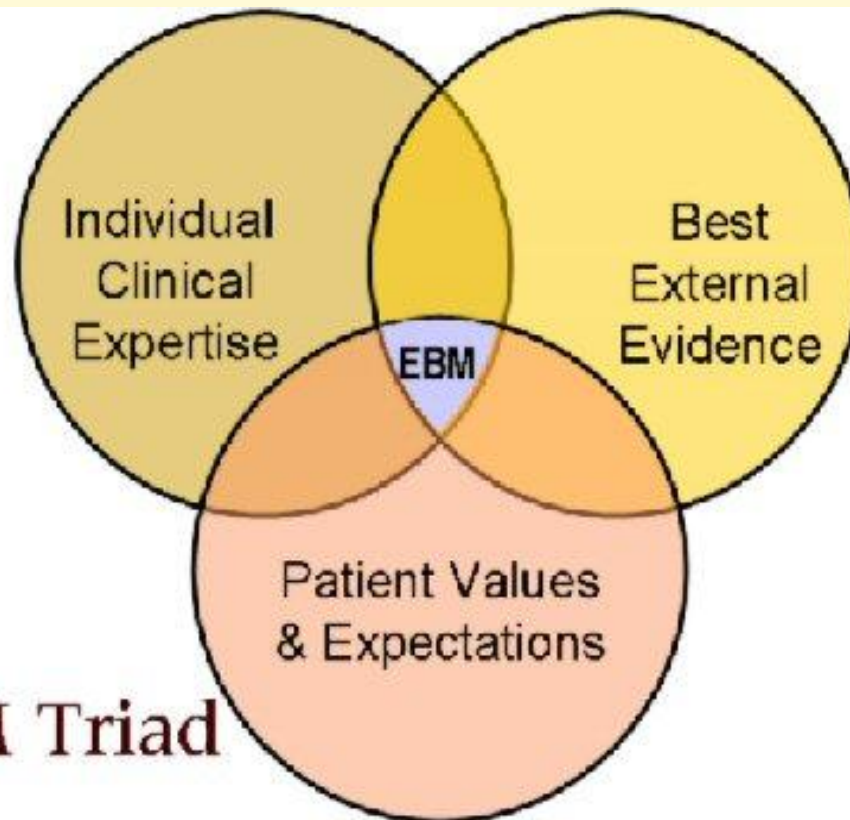 Individual
Clinical
Expertise
Best
External
Evidence
EBM
Patient Values
& Expectations
Triad